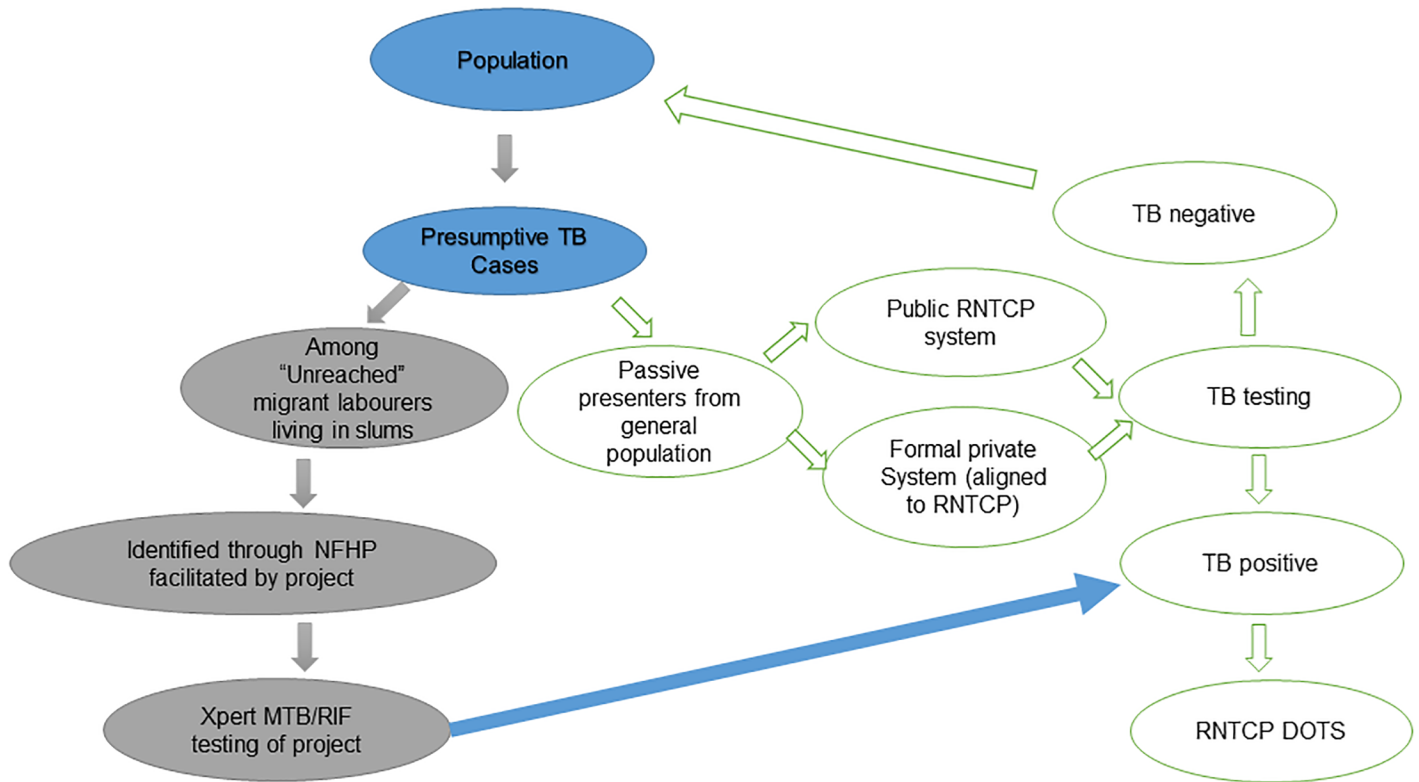 Population
Presumptive TB
Cases
Among
“Unreached”
migrant labourers
living in slums
Identified through NFHP
facilitated by project
Xpert MTB/RIF
testing of project
Passive
presenters from
general
population
Public RNTCP
system
Formal private
System (aligned
to RNTCP)
TB negative
TB testing
TB positive
RNTCP DOTS